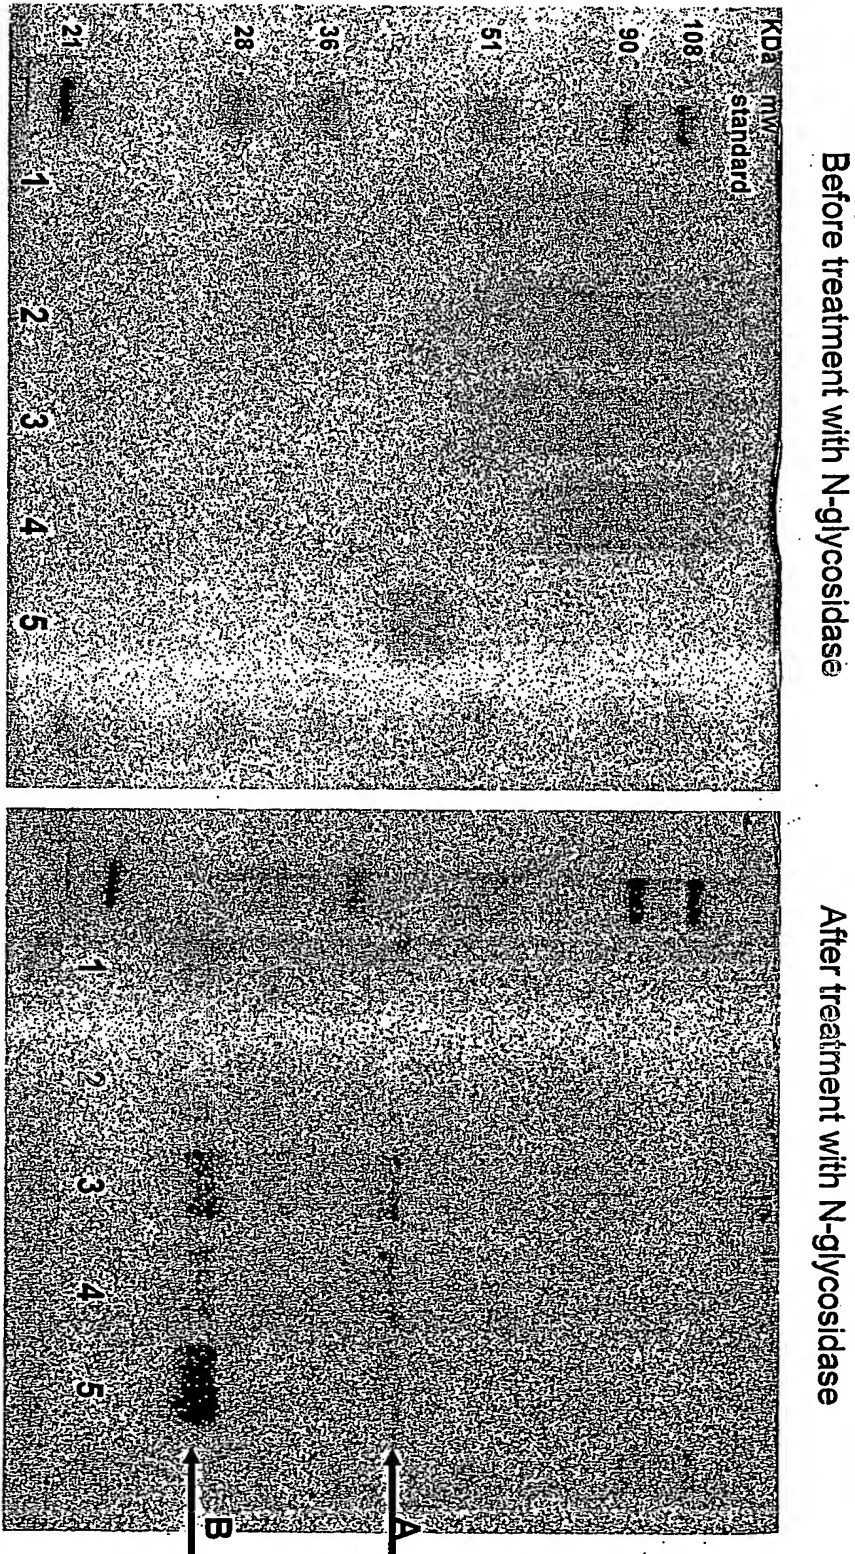 Before treatment with N-glycosidase
KDa mw
standard
108
90
51
36
28
21
1 2 3 4 5
After treatment with N-glycosidase
A
B
1 2 3 4 5